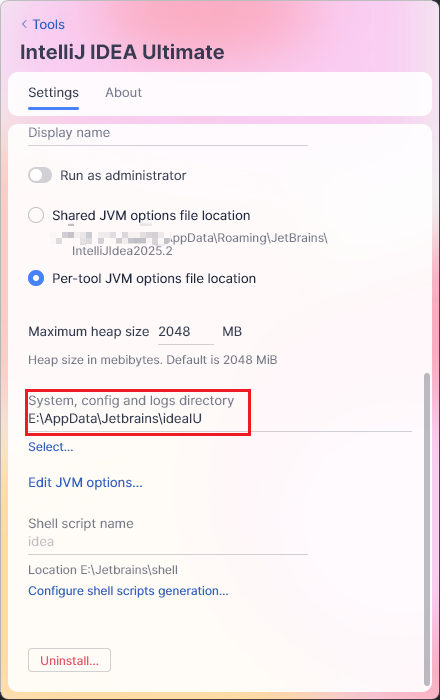 Tools
IntelliJ IDEA Ultimate
Settings About
Display name
Run as administrator
Shared JVM options file location
ppData\Roaming\JetBrains\
IntelliJIdea2025.2
Per-tool JVM options file location
Maximum heap size 2048 MB
Heap size in mebibytes. Default is 2048 MiB
System, config and logs directory
E:\AppData\Jetbrains\ideaIU
Select...
Edit JVM options...
Shell script name
idea
Location E:\Jetbrains\shell
Configure shell scripts generation...
Uninstall...